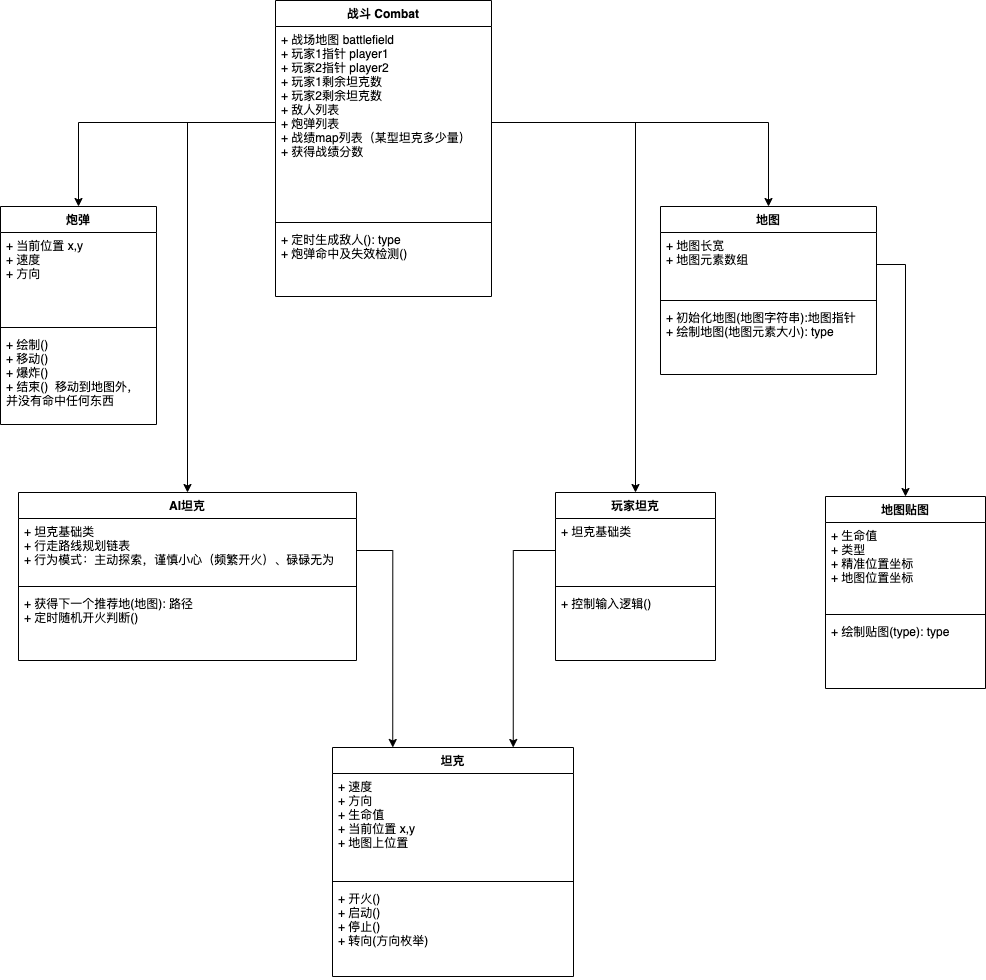 战斗 Combat
+ 战场地图 battlefield
+ 玩家1指针 player1
+ 玩家2指针 player2
+ 玩家1剩余坦克数
+ 玩家2剩余坦克数
+ 敌人列表
+ 炮弹列表
+ 战绩map列表（某型坦克多少量）
+ 获得战绩分数
+ 定时生成敌人(): type
+ 炮弹命中及失效检测()
炮弹
+ 当前位置 x,y
+ 速度
+ 方向
+ 绘制()
+ 移动()
+ 爆炸()
+ 结束()  移动到地图外，
并没有命中任何东西
地图
+ 地图长宽
+ 地图元素数组
+ 初始化地图(地图字符串):地图指针
+ 绘制地图(地图元素大小): type
AI坦克
+ 坦克基础类
+ 行走路线规划链表
+ 行为模式：主动探索，谨慎小心（频繁开火）、碌碌无为
+ 获得下一个推荐地(地图): 路径
+ 定时随机开火判断()
玩家坦克
+ 坦克基础类
+ 控制输入逻辑()
地图贴图
+ 生命值
+ 类型
+ 精准位置坐标
+ 地图位置坐标
+ 绘制贴图(type): type
坦克
+ 速度
+ 方向
+ 生命值
+ 当前位置 x,y
+ 地图上位置
+ 开火()
+ 启动()
+ 停止()
+ 转向(方向枚举)